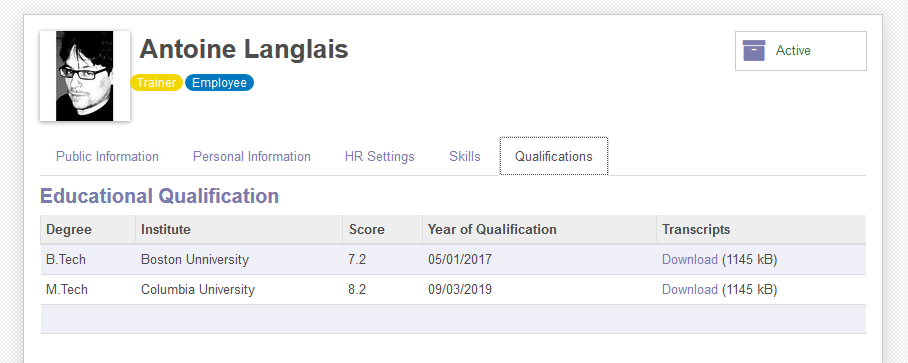 Antoine Langlais
Active
Trainer Employee
Public Information Personal Information HR Settings Skills Qualifications
Educational Qualification
Degree Institute Score Year of Qualification Transcripts
B.Tech Boston Unniversity 7.2 05/01/2017 Download (1145 kB)
M.Tech Columbia University 8.2 09/03/2019 Download (1145 kB)